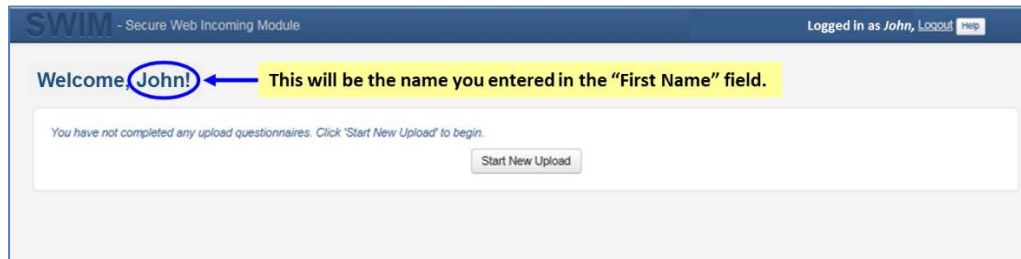 SWIM - Secure Web Incoming Module
Logged in as John, Logout Help
Welcome, John!
This will be the name you entered in the “First Name” field.
You have not completed any upload questionnaires. Click 'Start New Upload' to begin.
Start New Upload